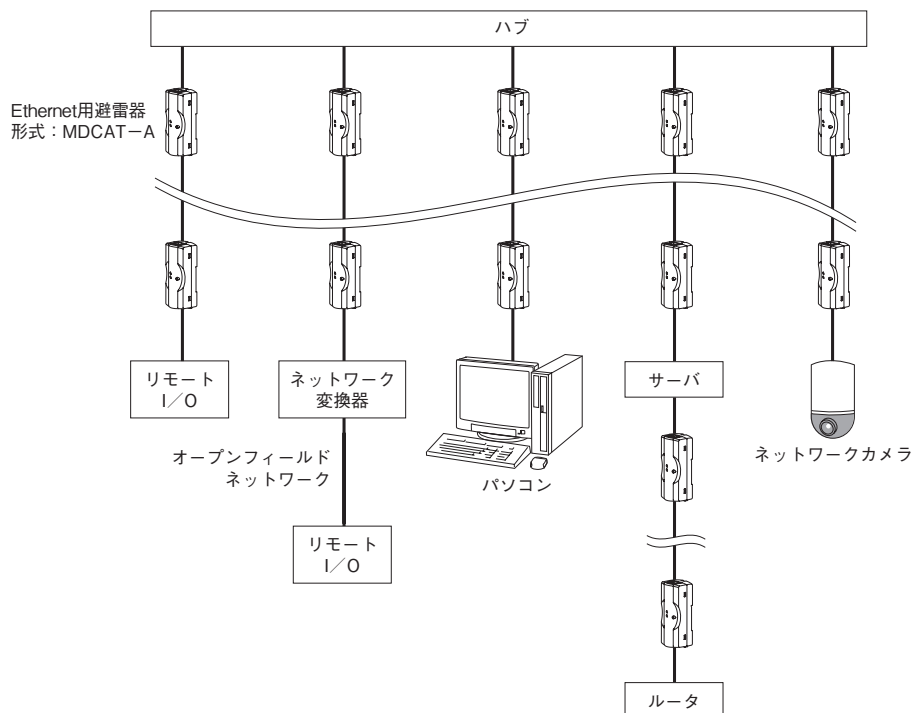 ハブ
Ethernet用避雷器
形式：MDCAT－A
リモート
I／O
ネットワーク
変換器
サーバ
ネットワークカメラ
オープンフィールド
ネットワーク
パソコン
リモート
I／O
ルータ